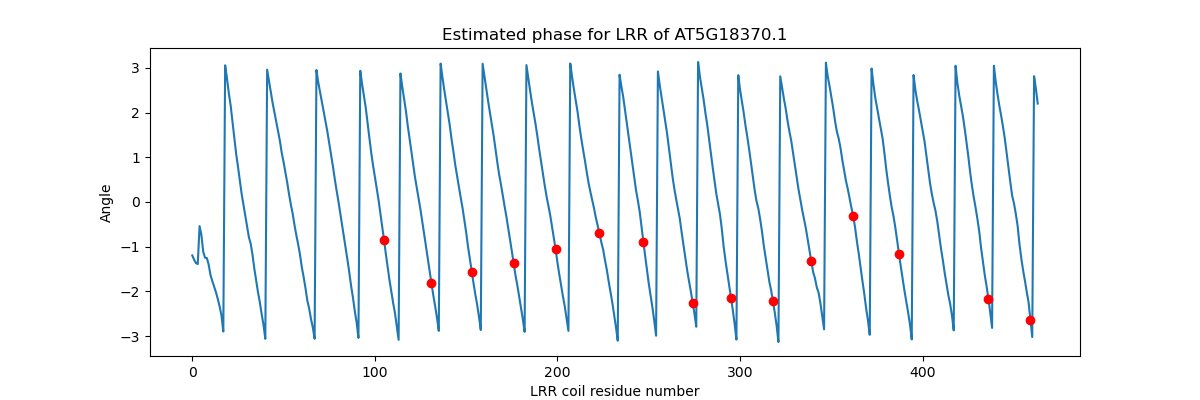 Estimated phase for LRR of AT5G18370.1
3
2
1
0
−1
−2
−3
Angle
0 100 200 300 400
LRR coil residue number